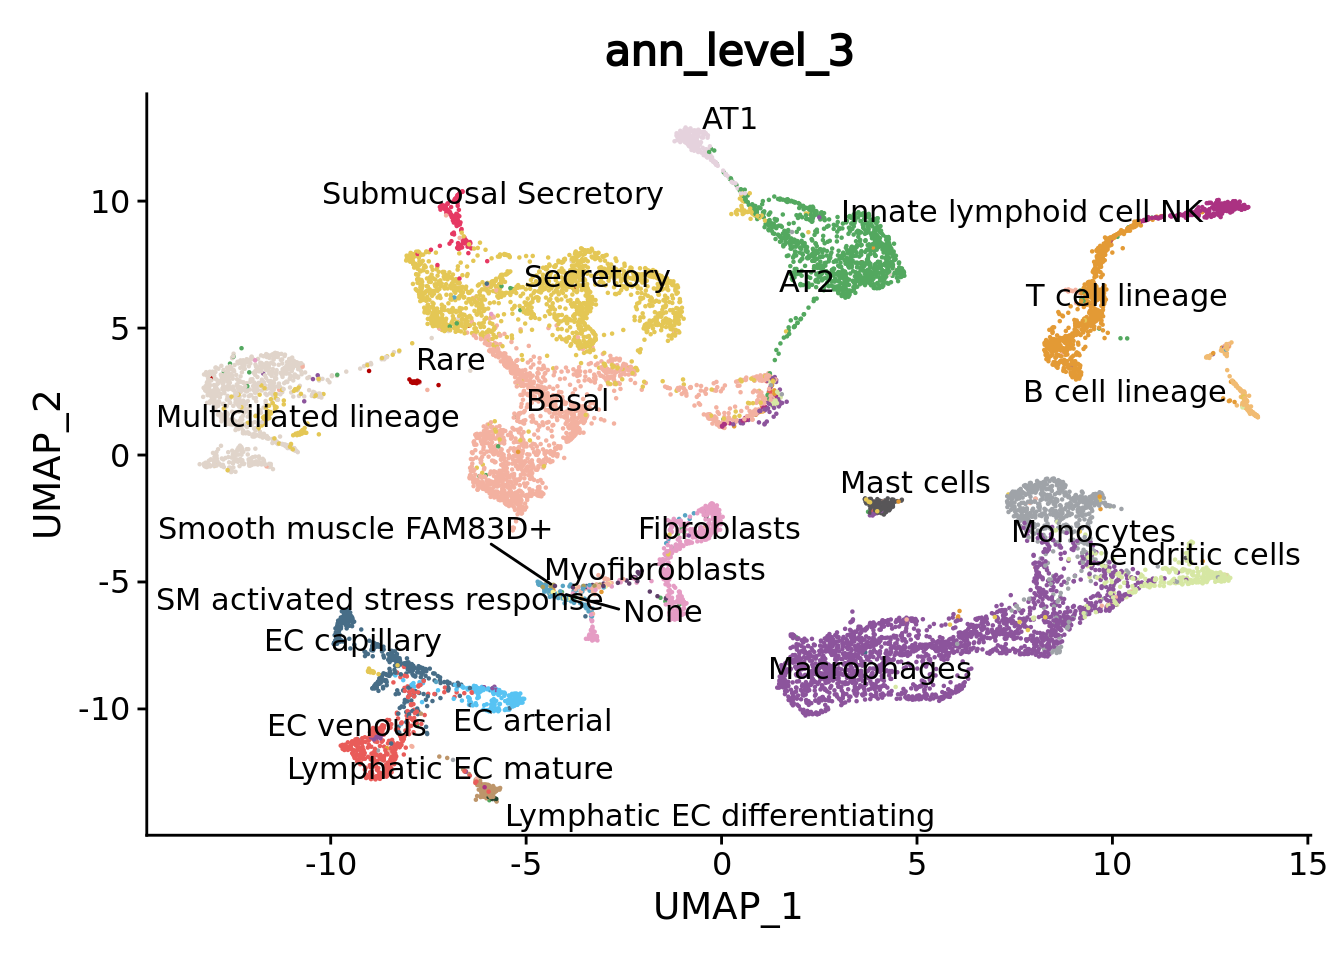 ann_level_3
AT1
Submucosal Secretory
Innate lymphoid cell NK
Secretory
AT2
T cell lineage
Rare
B cell lineage
Basal
Multiciliated lineage
Mast cells
Smooth muscle FAM83D+
Fibroblasts
Monocytes
Dendritic cells
Myofibroblasts
SM activated stress response
None
EC capillary
Macrophages
EC venous
EC arterial
Lymphatic EC mature
Lymphatic EC differentiating
10
5
0
-5
-10
UMAP_2
-10
-5
0
5
10
15
UMAP_1